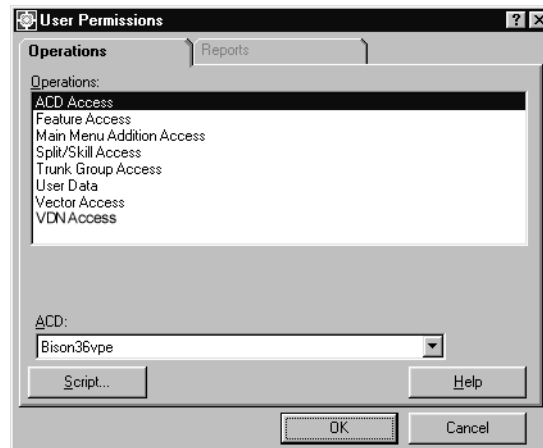 User Permissions
Operations
Reports
Operations:
ACD Access
Feature Access
Main Menu Addition Access
Split/Skill Access
Trunk Group Access
User Data
Vector Access
VDN Access
ACD:
Bison36vpe
Script...
Help
OK
Cancel